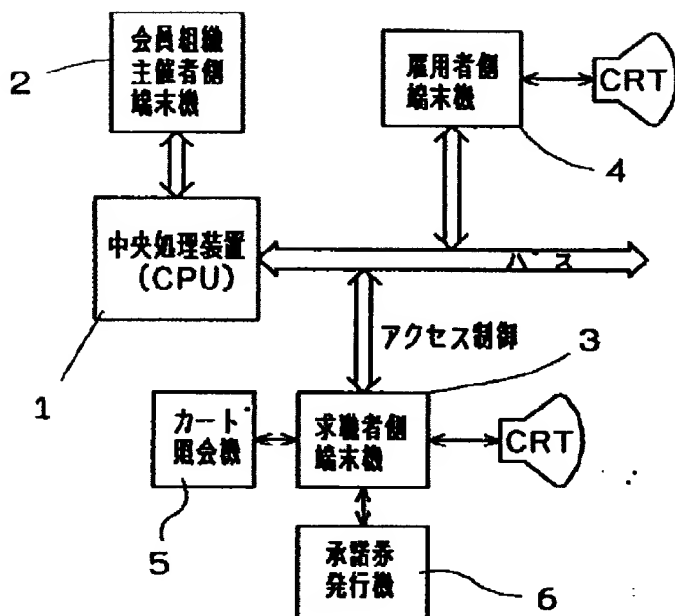 会員組織
主催者側
端末機
2
雇用者側
端末機
CRT
4
中央処理装置
(CPU)
バス
1
アクセス制御
3
カード
照会機
求職者側
端末機
CRT
5
承諾券
発行機
6